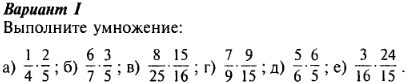 Вариант I
Выполните умножение:
а) 1/4 · 2/5; б) 6/7 · 3/5; в) 8/25 · 15/16; г) 7/9 · 9/15; д) 5/6 · 6/5; е) 3/16 · 24/15.